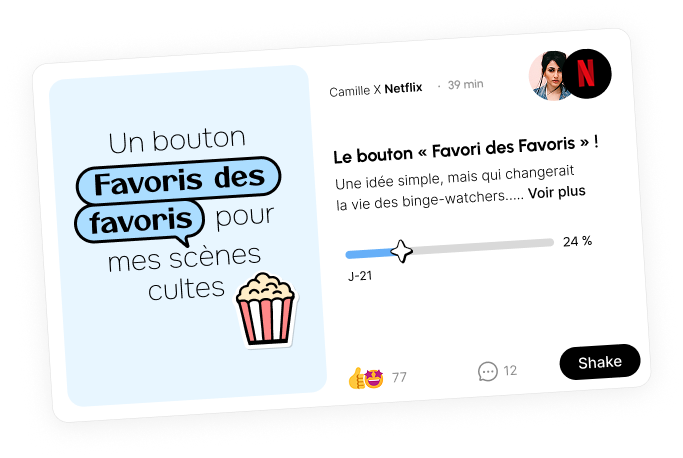 Un bouton
Favoris des
favoris pour
mes scènes
cultes
Camille X Netflix · 39 min
N
Le bouton « Favori des Favoris » !
Une idée simple, mais qui changerait
la vie des binge-watchers..... Voir plus
24 %
J-21
77
12
Shake